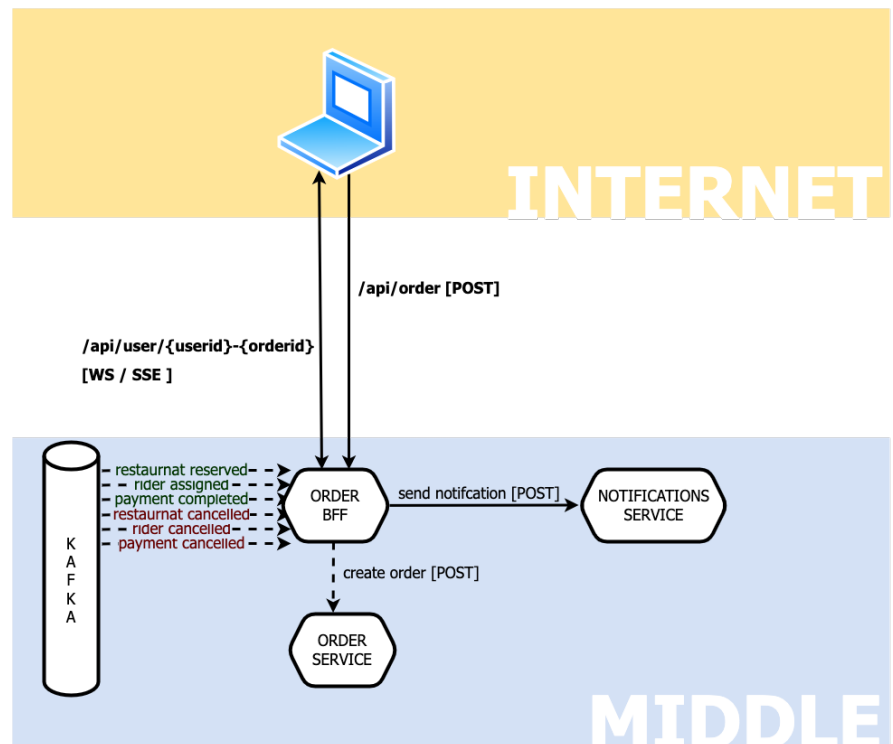 INTERNET
/api/order [POST]
/api/user/{userid}-{orderid}
[WS / SSE ]
restaurnat reserved
rider assigned
payment completed
restaurnat cancelled
rider cancelled
payment cancelled
K
A
F
K
A
ORDER
BFF
send notifcation [POST]
NOTIFICATIONS
SERVICE
create order [POST]
ORDER
SERVICE
MIDDLE